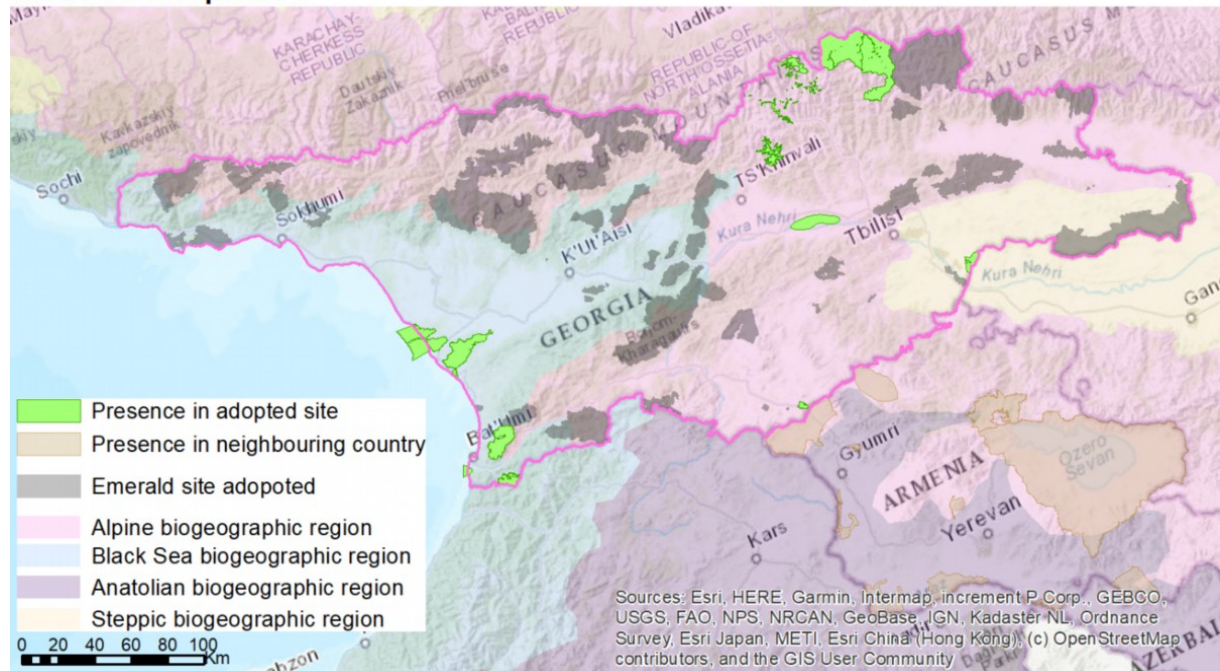 KARACHAY-
CHERKESS
REPUBLIC
REPUBLIC
Vladika
REPUBLIC OF
NORTH OSSETIA-
ALANIA
CAUCASUS MOUNTAINS
CAUCASUS
Kavkazskiy
zapovednik
Dautskiy
Zakaznik
Sochi
Sokhumi
K'Ut'Aisi
Ts'Khinvali
Kura Nehri
Tbilisi
Kura Nehri
GEORGIA
kharagauris
Bat'Umi
Gyumri
Ozero
Sevan
ARMENIA
Yerevan
Kars
Presence in adopted site
Presence in neighbouring country
Emerald site adopoted
Alpine biogeographic region
Black Sea biogeographic region
Anatolian biogeographic region
Steppic biogeographic region
0 20 40 60 80 100
Km
Sources: Esri, HERE, Garmin, Intermap, increment P Corp., GEBCO,
USGS, FAO, NPS, NRCAN, GeoBase, IGN, Kadaster NL, Ordnance
Survey, Esri Japan, METI, Esri China (Hong Kong), (c) OpenStreetMap
contributors, and the GIS User Community